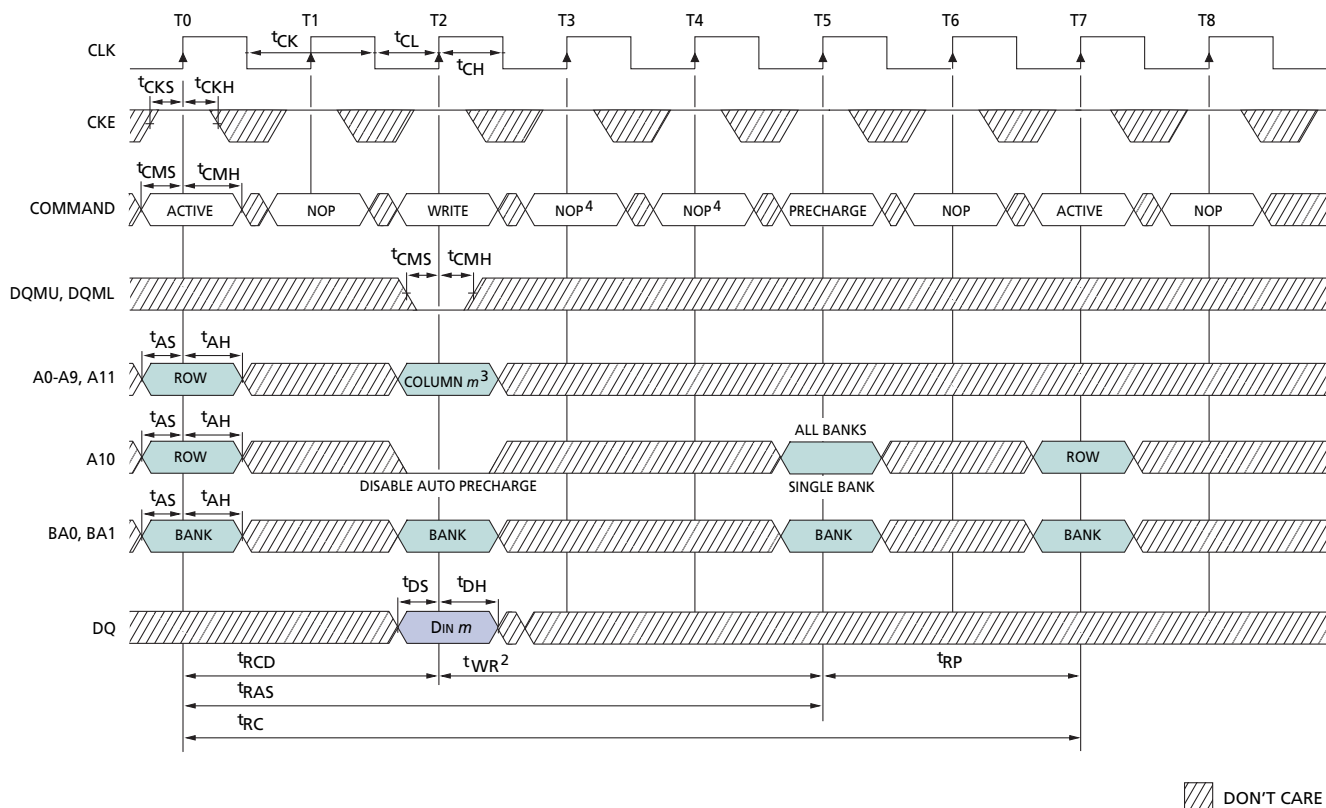 T0 T1 T2 T3 T4 T5 T6 T7 T8
CLK
tCK tCL
tCH
tCKS tCKH
CKE
tCMS tCMH
COMMAND ACTIVE NOP WRITE NOP4 NOP4 PRECHARGE NOP ACTIVE NOP
tCMS tCMH
DQMU, DQML
tAS tAH
A0-A9, A11 ROW COLUMN m3
tAS tAH ALL BANKS
A10 ROW ROW
DISABLE AUTO PRECHARGE SINGLE BANK
tAS tAH
BA0, BA1 BANK BANK BANK BANK
tDS tDH
DQ DIN m
tRCD tWR2 tRP
tRAS
tRC
DON'T CARE